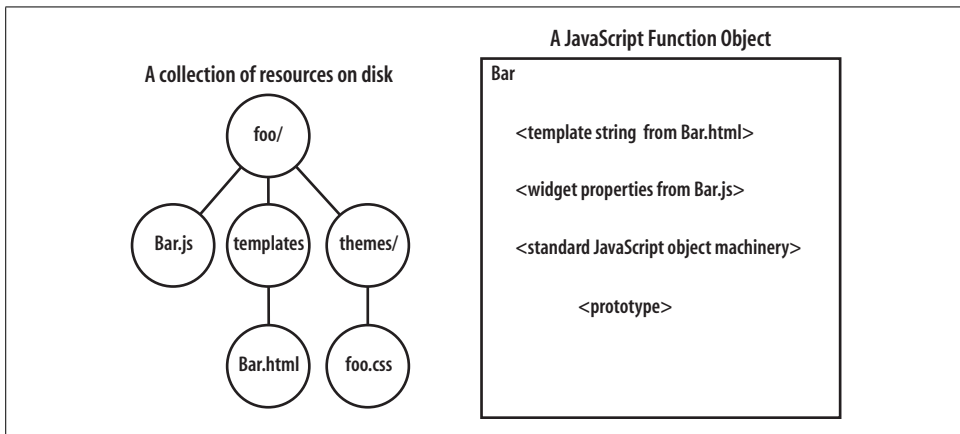 A collection of resources on disk
foo/
Bar.js
templates
themes/
Bar.html
foo.css
A JavaScript Function Object
Bar
<template string from Bar.html>
<widget properties from Bar.js>
<standard JavaScript object machinery>
<prototype>